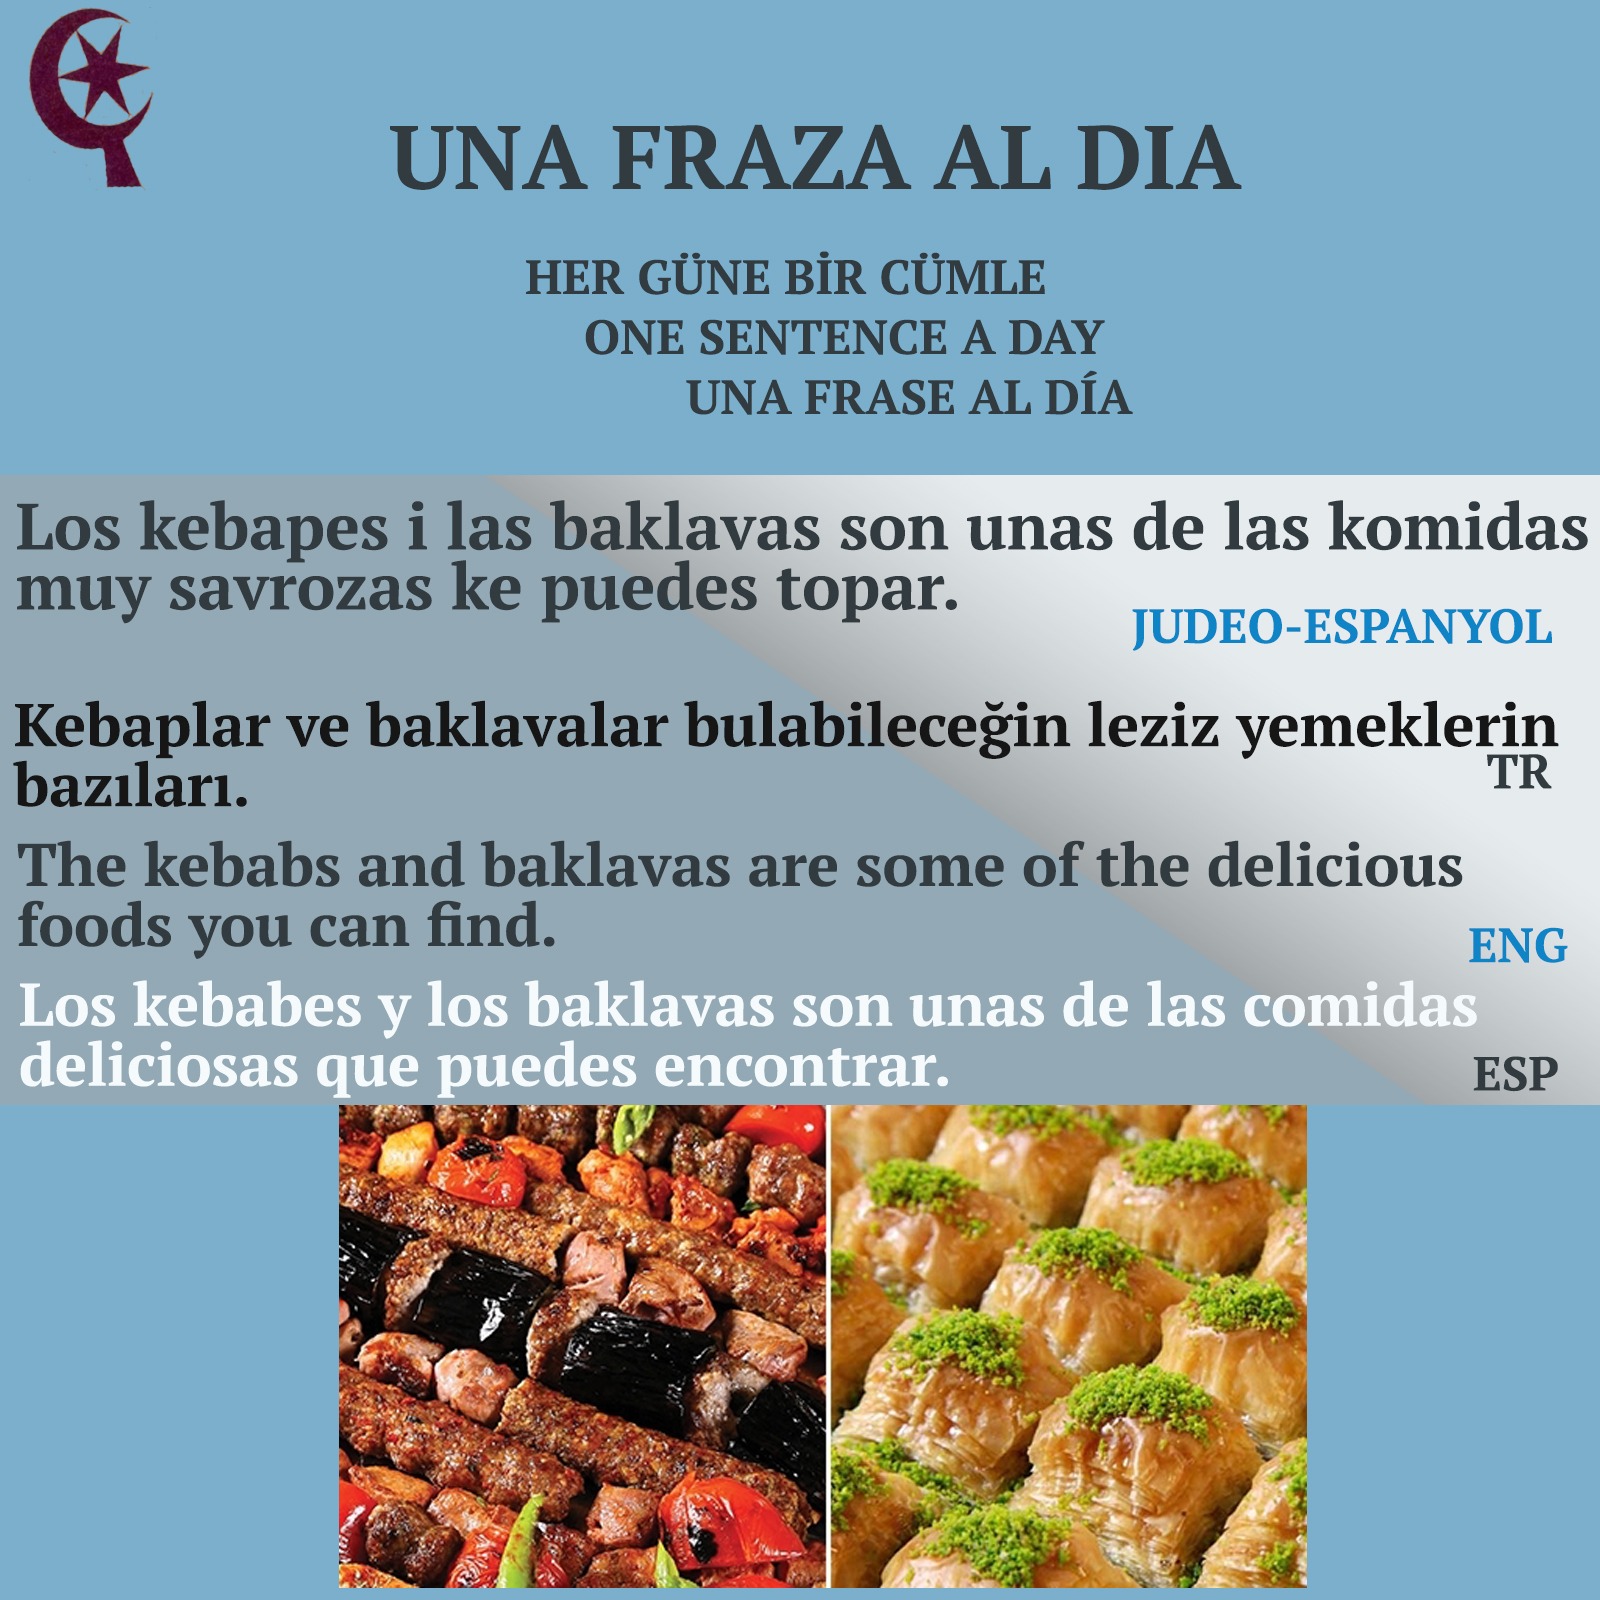 UNA FRAZA AL DIA
HER GÜNE BİR CÜMLE
ONE SENTENCE A DAY
UNA FRASE AL DÍA
Los kebapes i las baklavas son unas de las komidas
muy savrozas ke puedes topar.
JUDEO-ESPANYOL
Kebaplar ve baklavalar bulabileceğin leziz yemeklerin
bazıları.
TR
The kebabs and baklavas are some of the delicious
foods you can find.
ENG
Los kebabes y los baklavas son unas de las comidas
deliciosas que puedes encontrar.
ESP